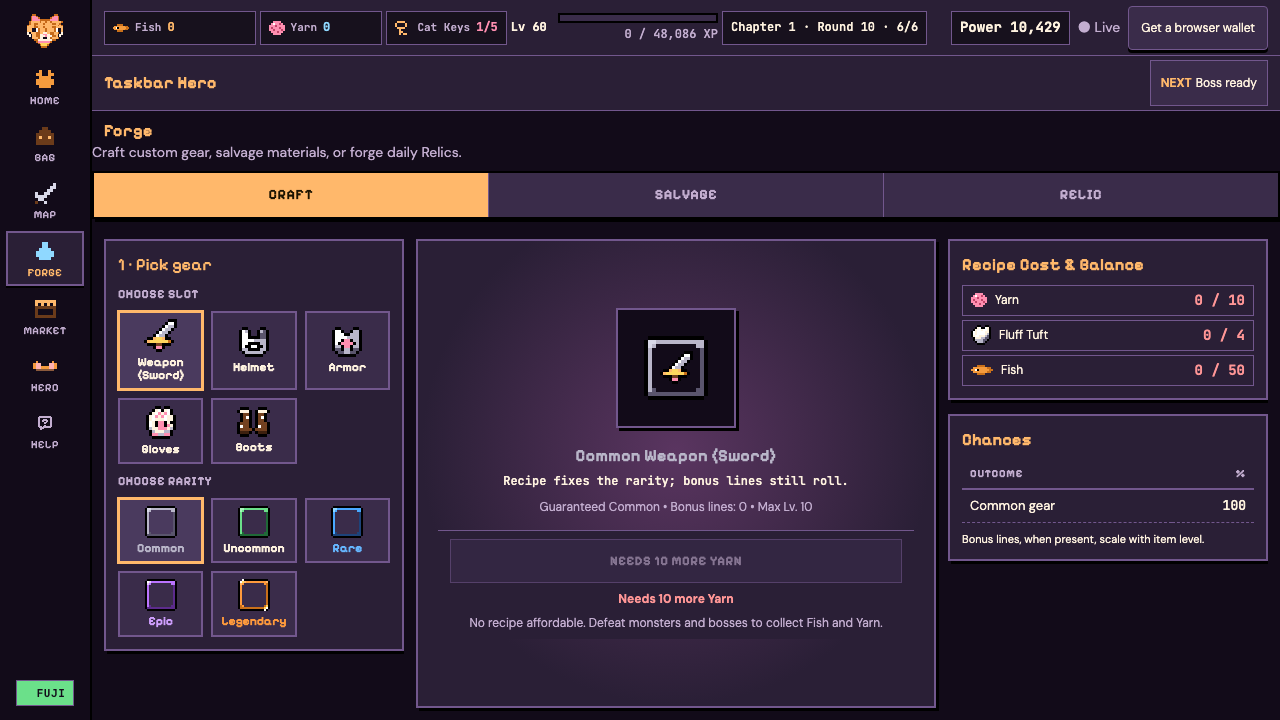 Fish 0
Yarn 0
Cat Keys 1/5
Lv 60
0 / 48,086 XP
Chapter 1 · Round 10 · 6/6
Power 10,429
Live
Get a browser wallet
HOME
BAG
MAP
FORGE
MARKET
HERO
HELP
FUJI
Taskbar Hero
NEXT Boss ready
Forge
Craft custom gear, salvage materials, or forge daily Relics.
CRAFT
SALVAGE
RELIC
1 · Pick gear
CHOOSE SLOT
Weapon
(Sword)
Helmet
Armor
Gloves
Boots
CHOOSE RARITY
Common
Uncommon
Rare
Epic
Legendary
Common Weapon (Sword)
Recipe fixes the rarity; bonus lines still roll.
Guaranteed Common • Bonus lines: 0 • Max Lv. 10
NEEDS 10 MORE YARN
Needs 10 more Yarn
No recipe affordable. Defeat monsters and bosses to collect Fish and Yarn.
Recipe Cost & Balance
Yarn 0 / 10
Fluff Tuft 0 / 4
Fish 0 / 50
Chances
OUTCOME %
Common gear 100
Bonus lines, when present, scale with item level.